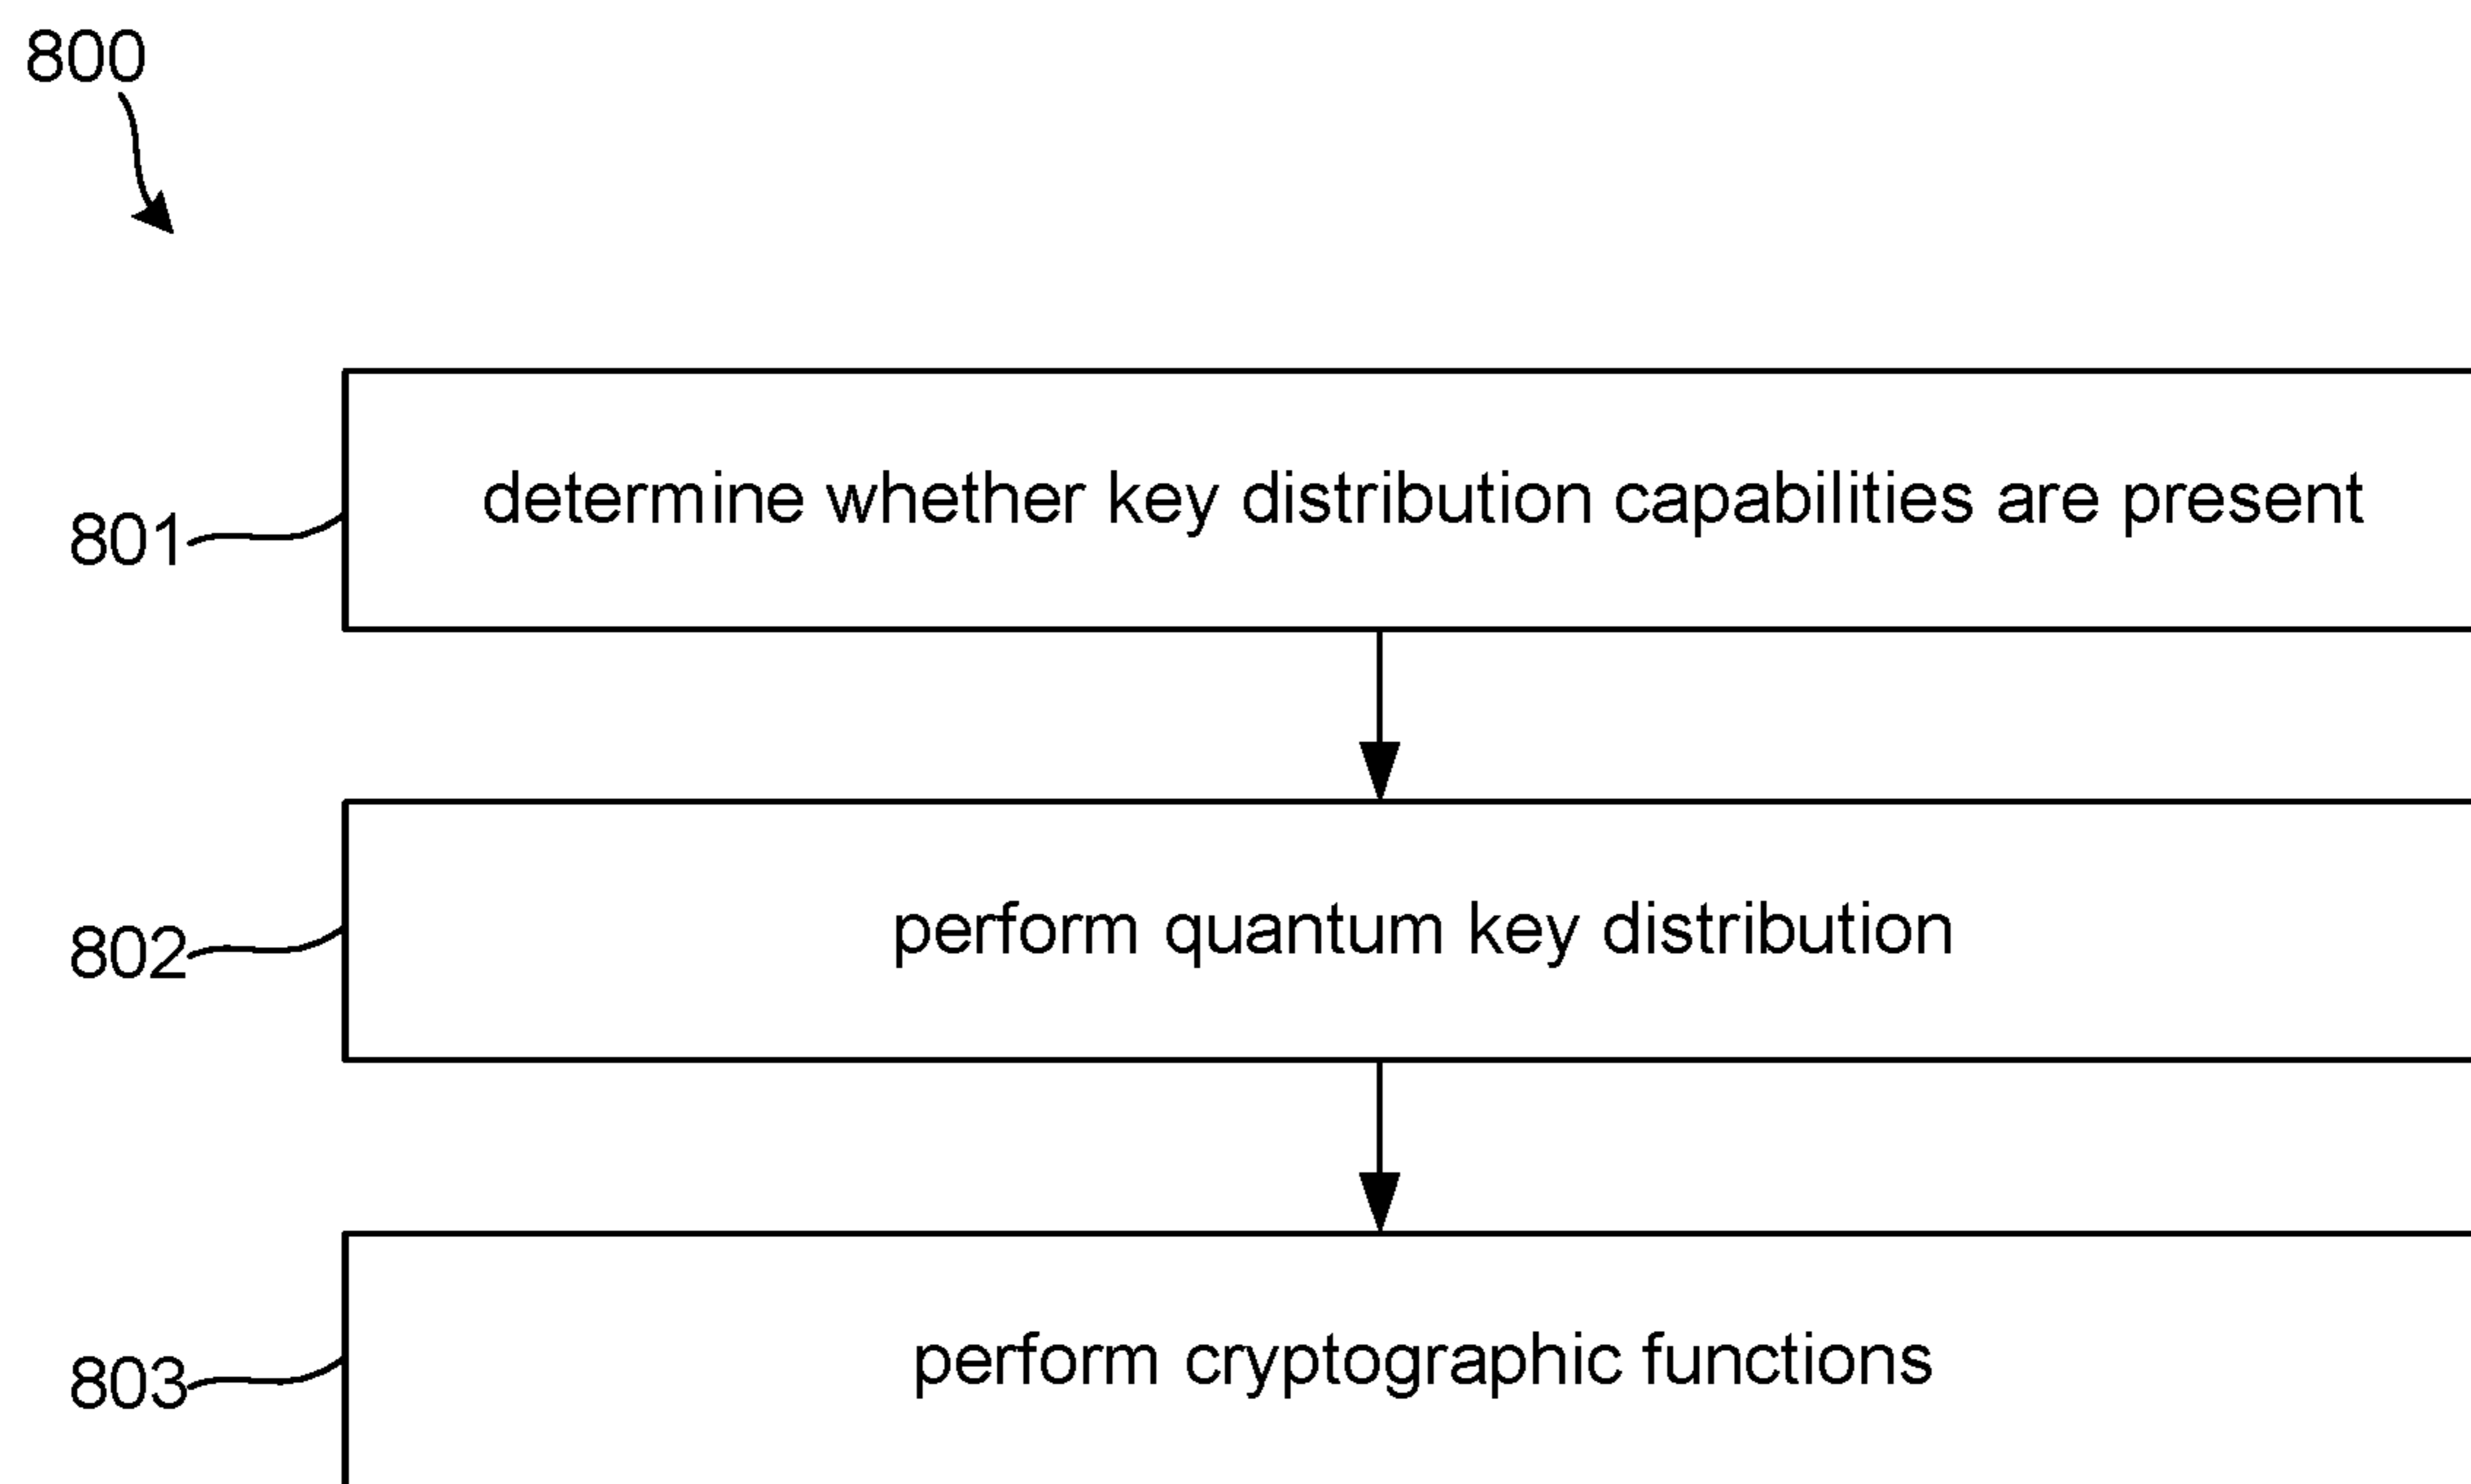 800
801
determine whether key distribution capabilities are present
802
perform quantum key distribution
803
perform cryptographic functions